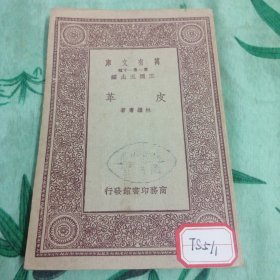 萬有文庫
第一集一千種
王雲五主編
皮革
林繼庸著
商務印書館發行
TS5/1